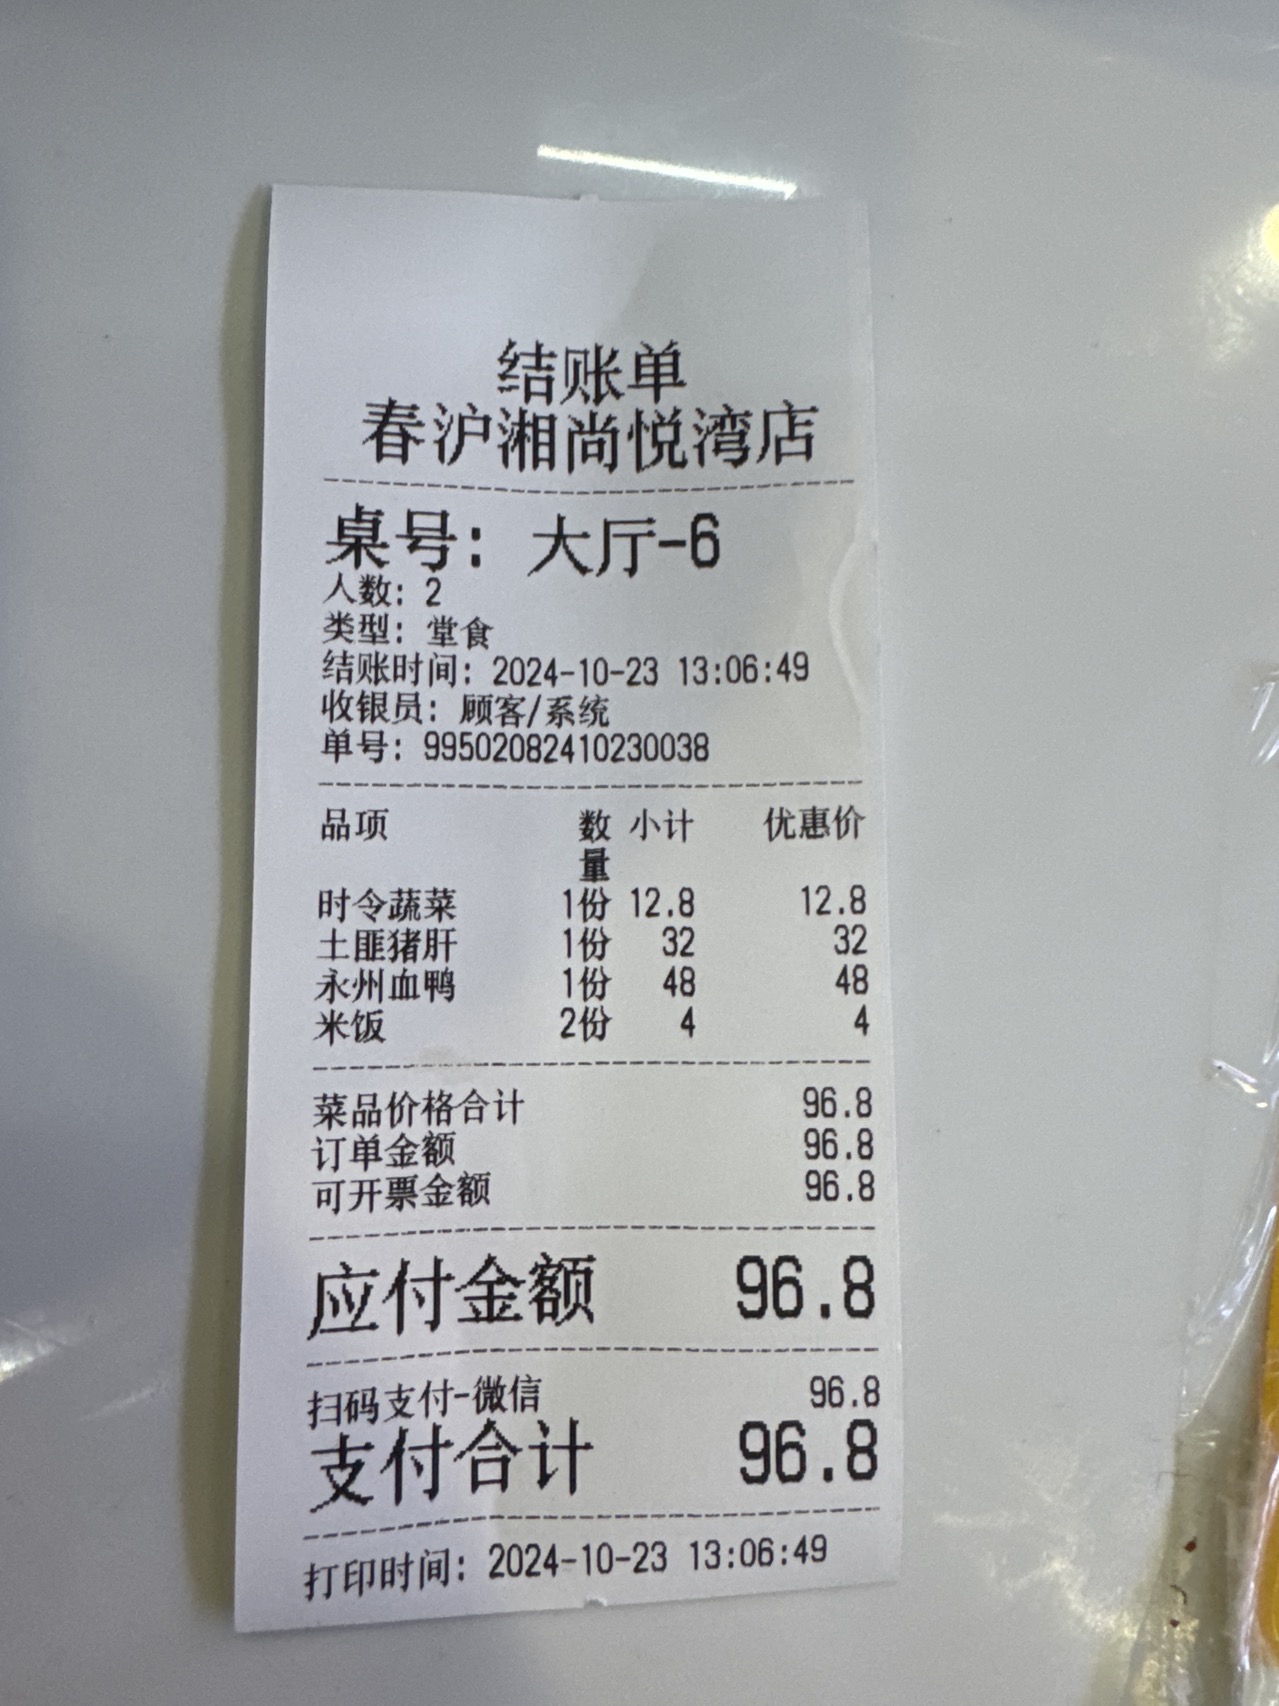 结账单
春沪湘尚悦湾店
桌号: 大厅-6
人数: 2
类型: 堂食
结账时间: 2024-10-23 13:06:49
收银员: 顾客/系统
单号: 99502082410230038
品项 数量 小计 优惠价
时令蔬菜 1份 12.8 12.8
土匪猪肝 1份 32 32
永州血鸭 1份 48 48
米饭 2份 4 4
菜品价格合计 96.8
订单金额 96.8
可开票金额 96.8
应付金额 96.8
扫码支付-微信 96.8
支付合计 96.8
打印时间: 2024-10-23 13:06:49